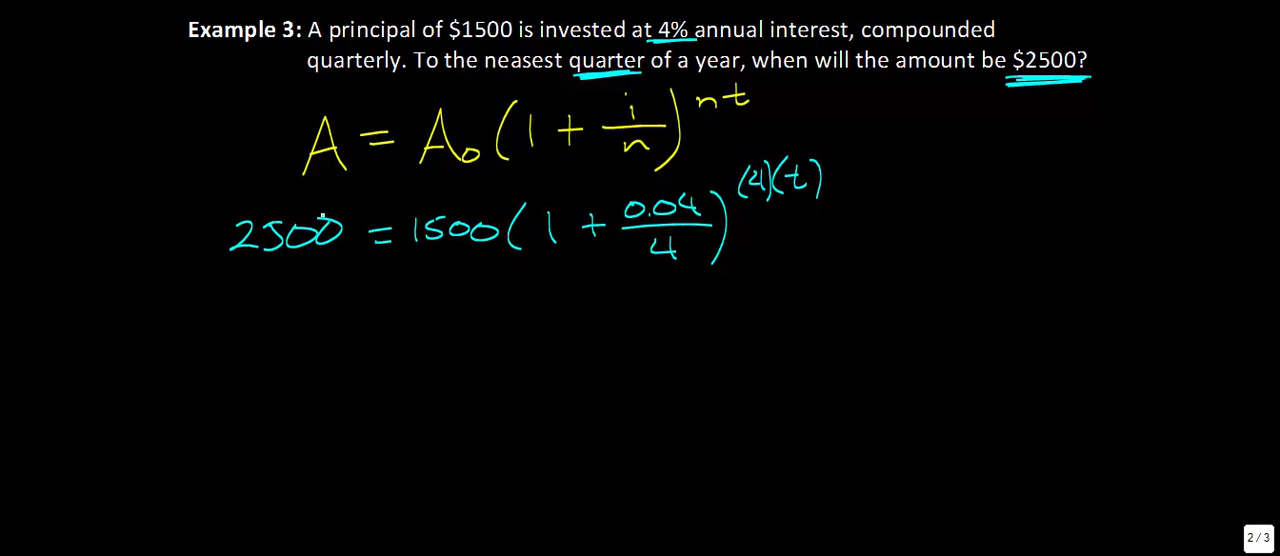 Example 3: A principal of $1500 is invested at 4% annual interest, compounded
quarterly. To the neasest quarter of a year, when will the amount be $2500?
A = A₀ (1 + i/n)^nt
2500 = 1500 (1 + 0.04/4)^(4)(t)
2 / 3